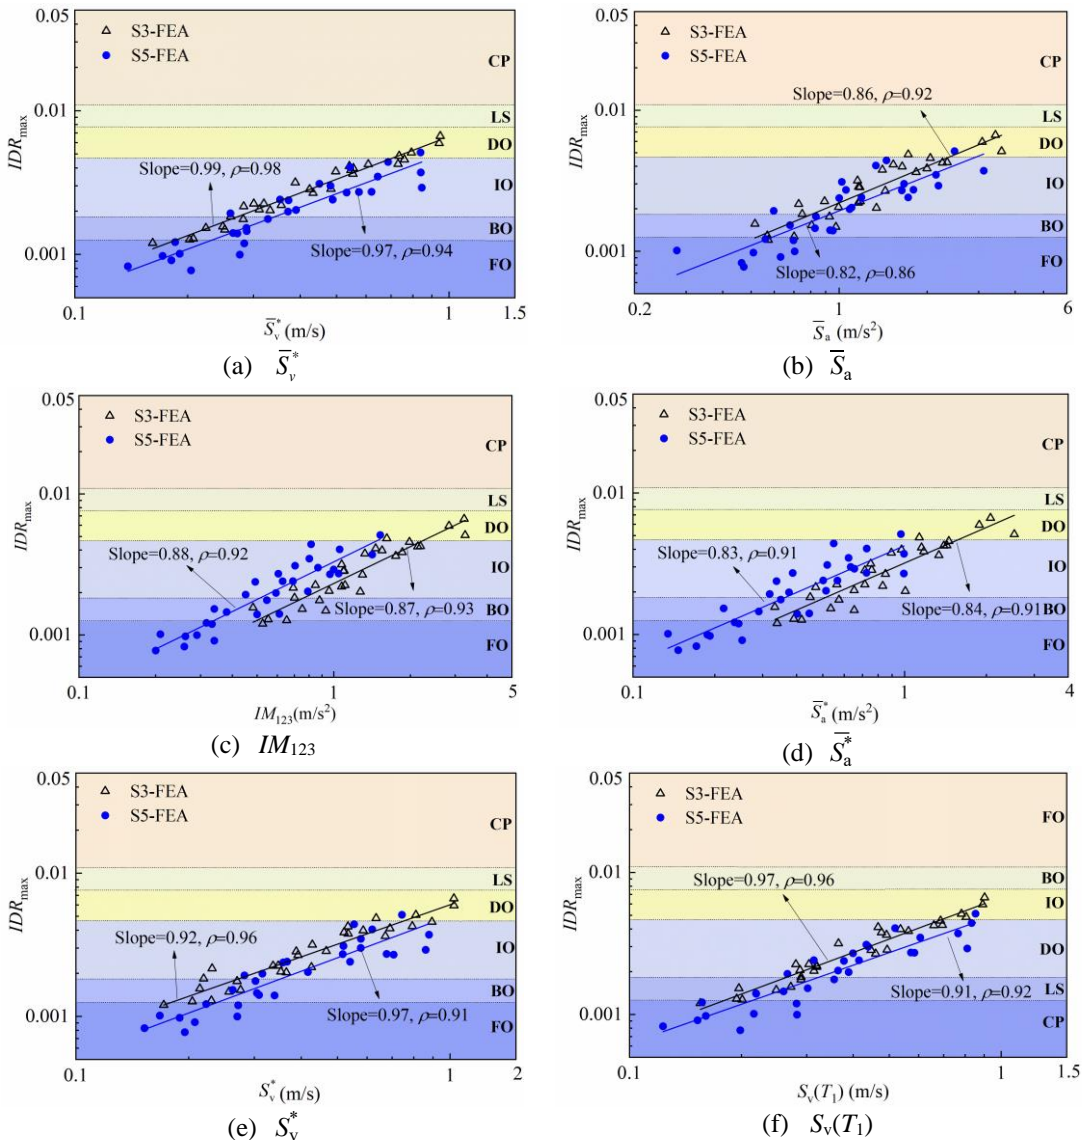 0.05
S3-FEA
S5-FEA
CP
LS
DO
IO
BO
FO
0.01
0.001
IDRmax
Slope=0.99, ρ=0.98
Slope=0.97, ρ=0.94
0.1
1
1.5
S̅v* (m/s)
(a) S̅v*
0.05
S3-FEA
S5-FEA
CP
LS
DO
IO
BO
FO
0.01
0.001
IDRmax
Slope=0.86, ρ=0.92
Slope=0.82, ρ=0.86
0.2
1
6
S̅a (m/s²)
(b) S̅a
0.05
S3-FEA
S5-FEA
CP
LS
DO
IO
BO
FO
0.01
0.001
IDRmax
Slope=0.88, ρ=0.92
Slope=0.87, ρ=0.93
0.1
1
5
IM123(m/s²)
(c) IM123
0.05
S3-FEA
S5-FEA
CP
LS
DO
IO
BO
FO
0.01
0.001
IDRmax
Slope=0.83, ρ=0.91
Slope=0.84, ρ=0.91
0.1
1
4
S̅a* (m/s²)
(d) S̅a*
0.05
S3-FEA
S5-FEA
CP
LS
DO
IO
BO
FO
0.01
0.001
IDRmax
Slope=0.92, ρ=0.96
Slope=0.97, ρ=0.91
0.1
1
2
Sv* (m/s)
(e) Sv*
0.05
S3-FEA
S5-FEA
FO
BO
IO
DO
LS
CP
0.01
0.001
IDRmax
Slope=0.97, ρ=0.96
Slope=0.91, ρ=0.92
0.1
1
1.5
Sv(T1) (m/s)
(f) Sv(T1)